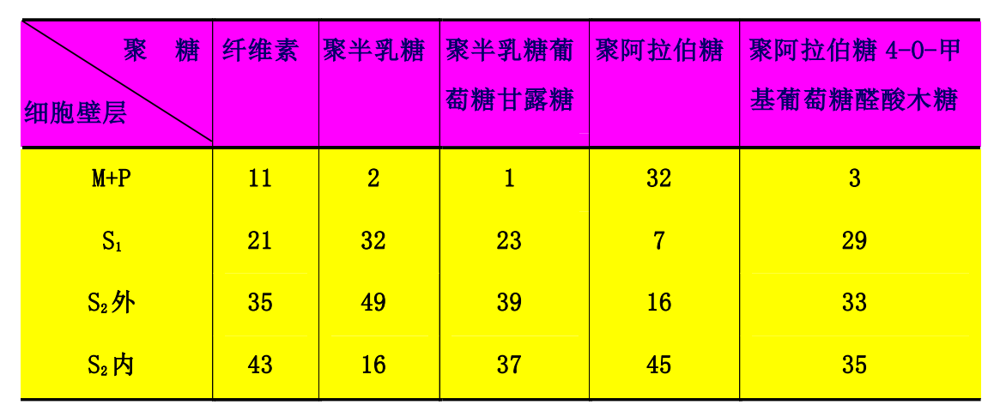 聚 糖 纤维素 聚半乳糖 聚半乳糖葡 聚阿拉伯糖 聚阿拉伯糖 4-O-甲
细胞壁层 萄糖甘露糖 基葡萄糖醛酸木糖
M+P 11 2 1 32 3
S₁ 21 32 23 7 29
S₂外 35 49 39 16 33
S₂内 43 16 37 45 35